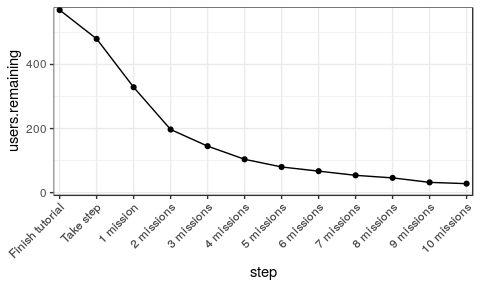 users.remaining
400
200
0
Finish tutorial
Take step
1 mission
2 missions
3 missions
4 missions
5 missions
6 missions
7 missions
8 missions
9 missions
10 missions
step